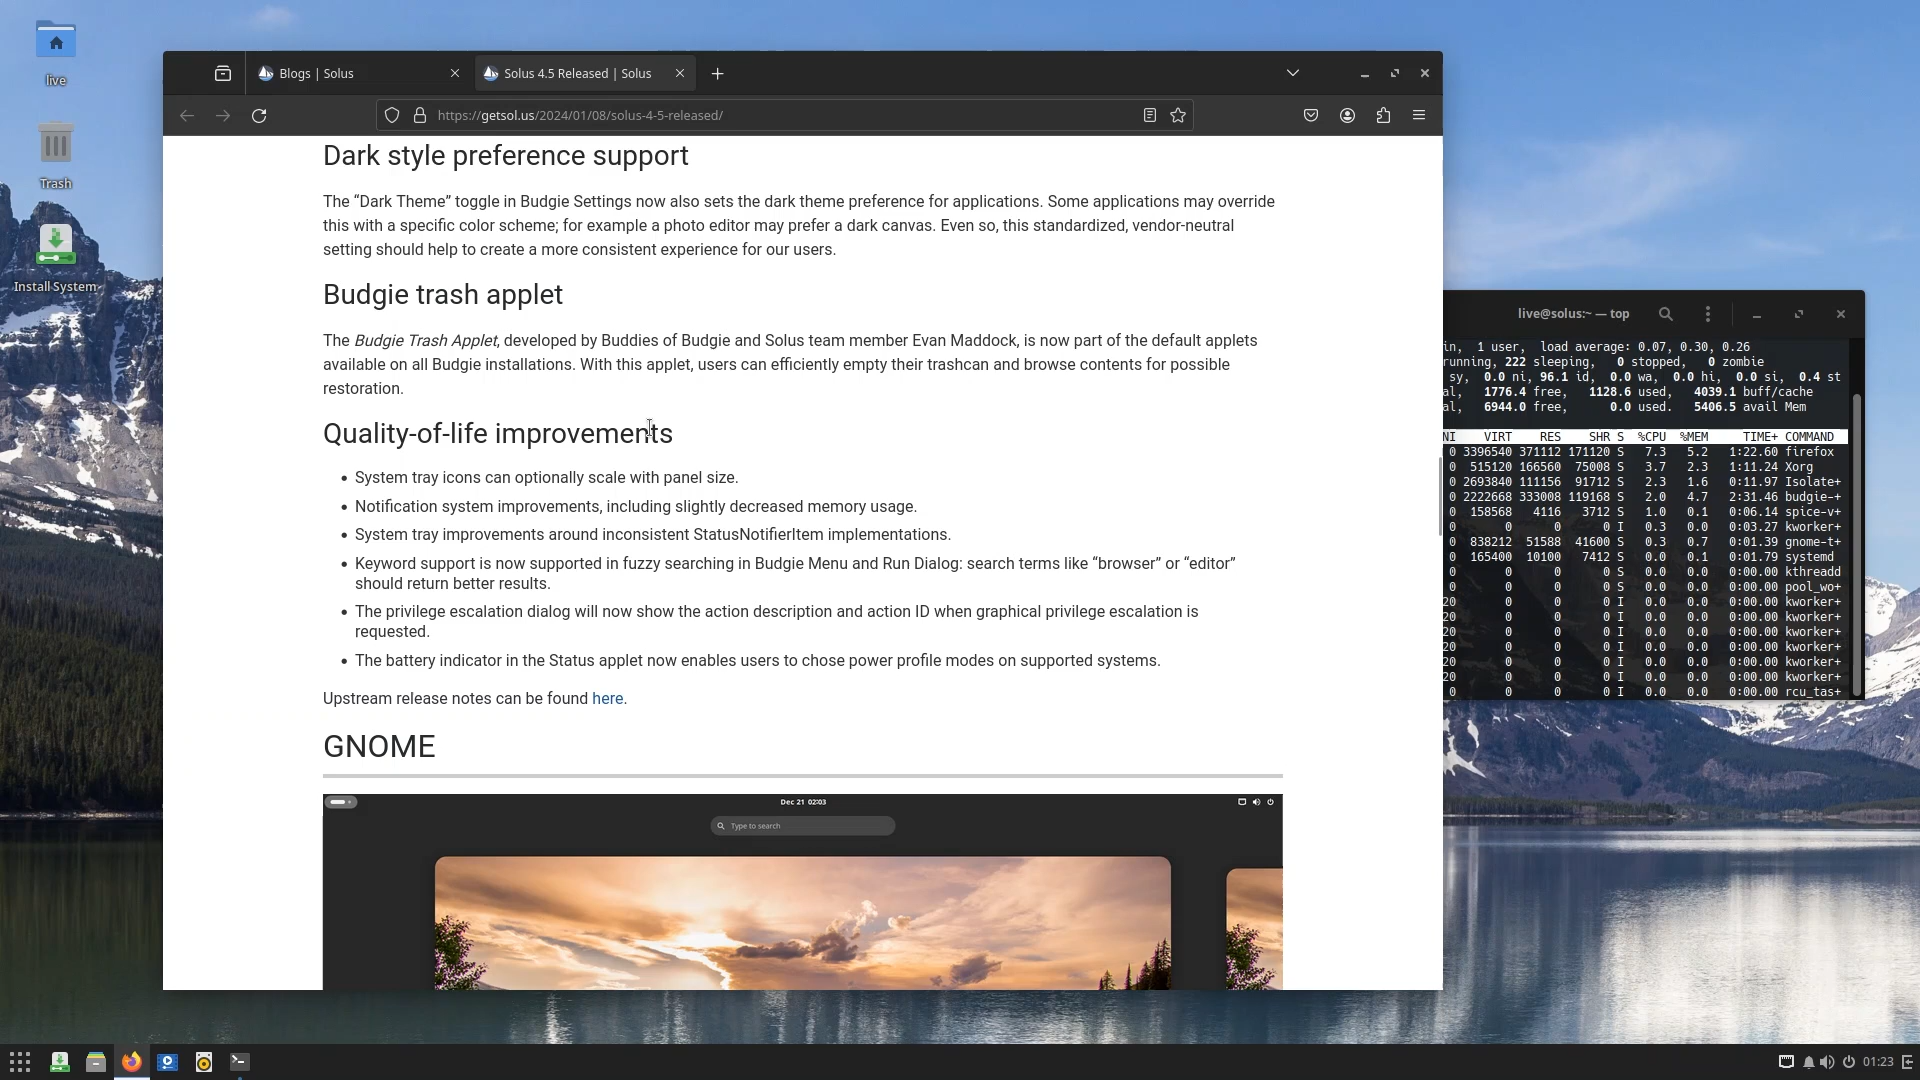 live
Trash
Install System
Blogs | Solus
Solus 4.5 Released | Solus
https://getsol.us/2024/01/08/solus-4-5-released/
Dark style preference support
The “Dark Theme” toggle in Budgie Settings now also sets the dark theme preference for applications. Some applications may override
this with a specific color scheme; for example a photo editor may prefer a dark canvas. Even so, this standardized, vendor-neutral
setting should help to create a more consistent experience for our users.
Budgie trash applet
The Budgie Trash Applet, developed by Buddies of Budgie and Solus team member Evan Maddock, is now part of the default applets
available on all Budgie installations. With this applet, users can efficiently empty their trashcan and browse contents for possible
restoration.
Quality-of-life improvements
• System tray icons can optionally scale with panel size.
• Notification system improvements, including slightly decreased memory usage.
• System tray improvements around inconsistent StatusNotifierItem implementations.
• Keyword support is now supported in fuzzy searching in Budgie Menu and Run Dialog: search terms like “browser” or “editor”
should return better results.
• The privilege escalation dialog will now show the action description and action ID when graphical privilege escalation is
requested.
• The battery indicator in the Status applet now enables users to chose power profile modes on supported systems.
Upstream release notes can be found here.
GNOME
Dec 21 02:03
Type to search
live@solus:~ — top
in, 1 user, load average: 0.07, 0.30, 0.26
running, 222 sleeping, 0 stopped, 0 zombie
sy, 0.0 ni, 96.1 id, 0.0 wa, 0.0 hi, 0.0 si, 0.4 st
al, 1776.4 free, 1128.6 used, 4039.1 buff/cache
al, 6944.0 free, 0.0 used. 5406.5 avail Mem
NI VIRT RES SHR S %CPU %MEM TIME+ COMMAND
0 3396540 371112 171120 S 7.3 5.2 1:22.60 firefox
0 515120 166560 75008 S 3.7 2.3 1:11.24 Xorg
0 2693840 111156 91712 S 2.3 1.6 0:11.97 Isolate+
0 2222668 333008 119168 S 2.0 4.7 2:31.46 budgie-+
0 158568 4116 3712 S 1.0 0.1 0:06.14 spice-v+
0 0 0 0 I 0.3 0.0 0:03.27 kworker+
0 838212 51588 41600 S 0.3 0.7 0:01.39 gnome-t+
0 165400 10100 7412 S 0.0 0.1 0:01.79 systemd
0 0 0 0 S 0.0 0.0 0:00.00 kthreadd
0 0 0 0 S 0.0 0.0 0:00.00 pool_wo+
20 0 0 0 I 0.0 0.0 0:00.00 kworker+
20 0 0 0 I 0.0 0.0 0:00.00 kworker+
20 0 0 0 I 0.0 0.0 0:00.00 kworker+
20 0 0 0 I 0.0 0.0 0:00.00 kworker+
20 0 0 0 I 0.0 0.0 0:00.00 kworker+
20 0 0 0 I 0.0 0.0 0:00.00 kworker+
0 0 0 0 I 0.0 0.0 0:00.00 rcu_tas+
01:23